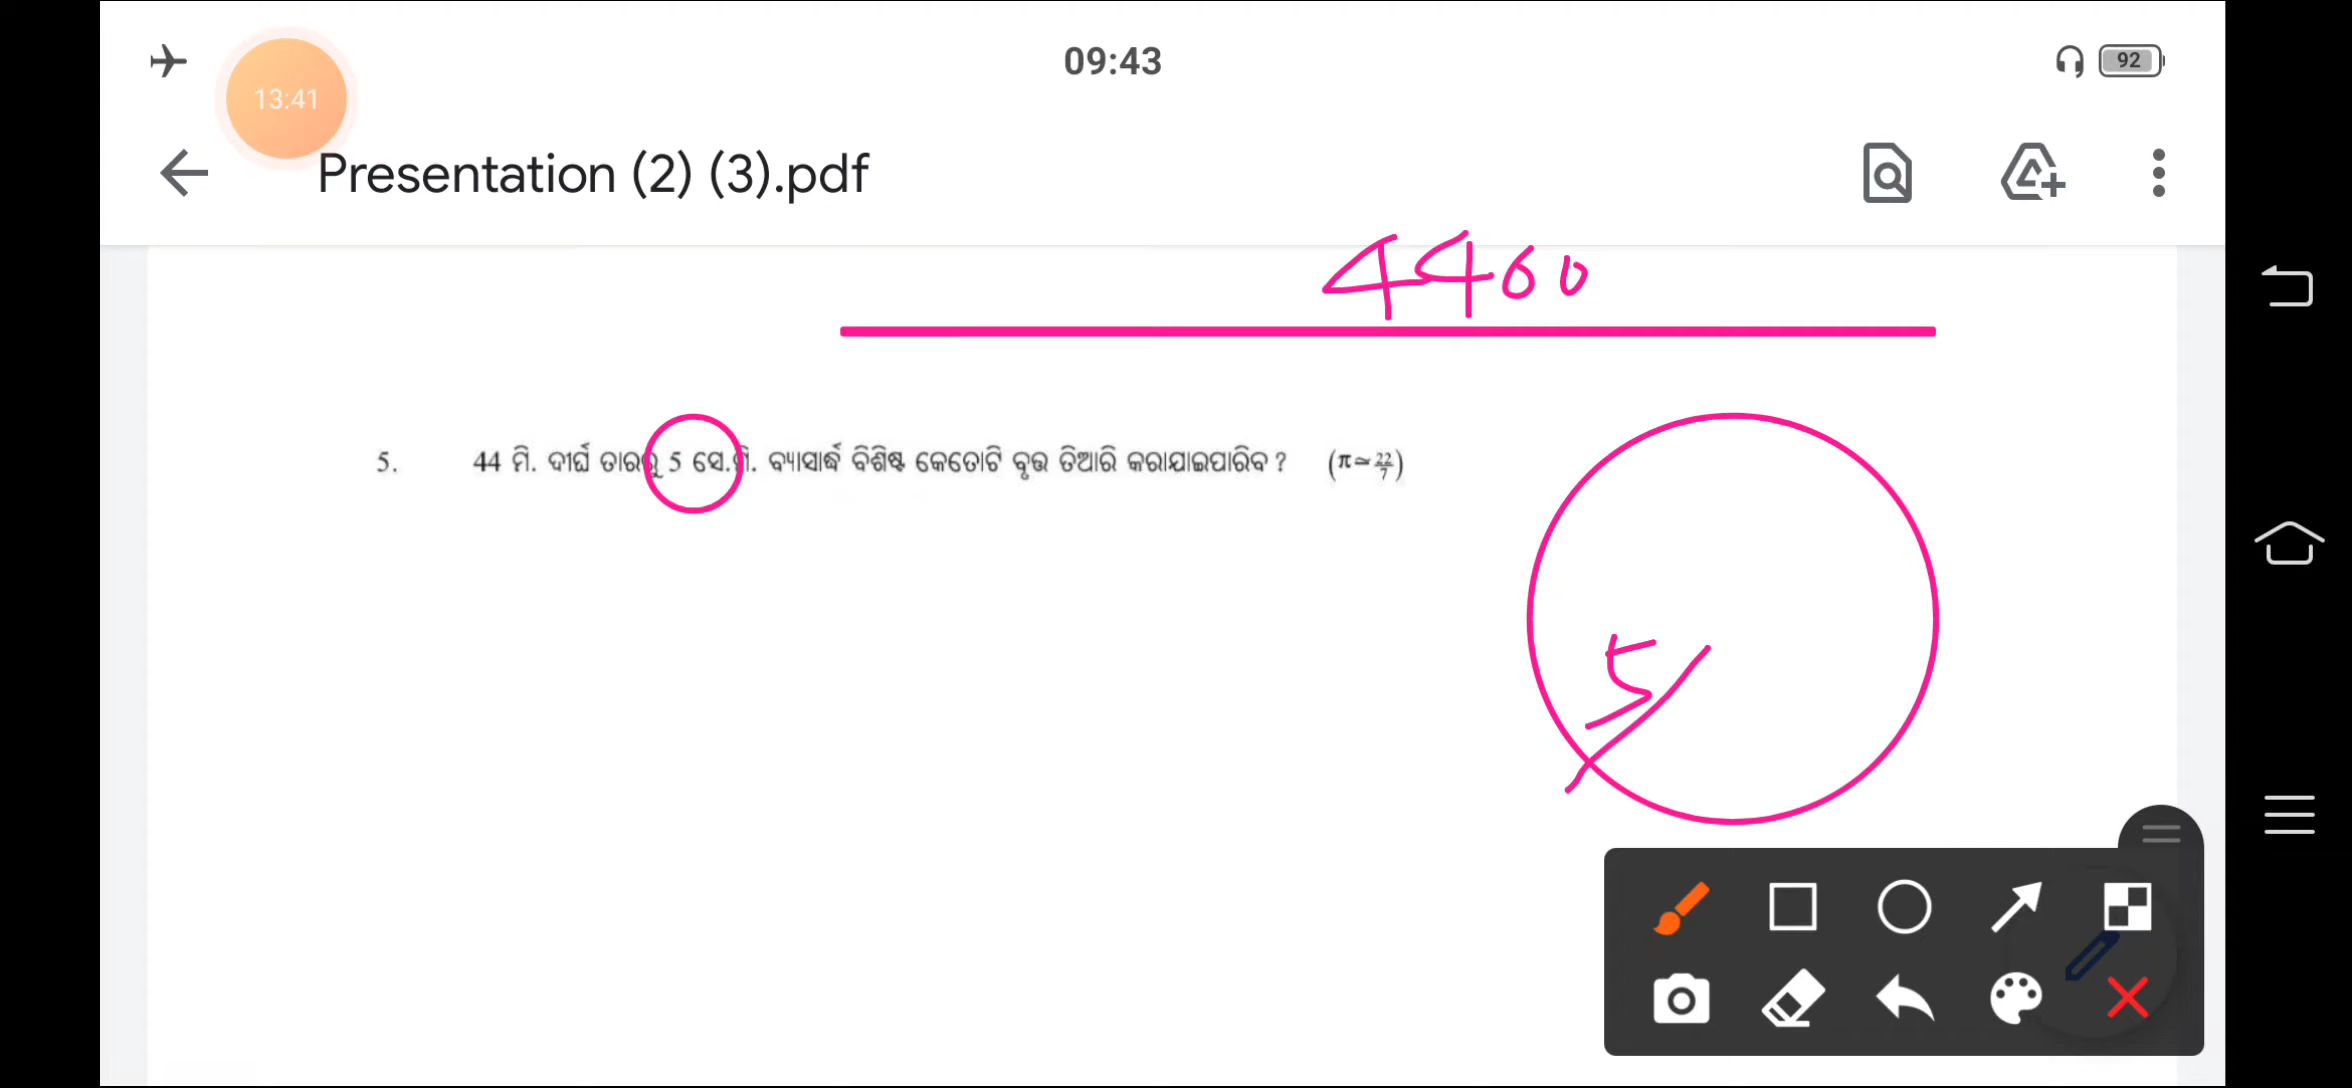 13:41
09:43
92
Presentation (2) (3).pdf
4460
5. 44 ମି. ଦୀର୍ଘ ତାରରୁ 5 ସେ.ମି. ବ୍ୟାସାର୍ଦ୍ଧ ବିଶିଷ୍ଟ କେତୋଟି ବୃତ୍ତ ତିଆରି କରାଯାଇପାରିବ ? (π≃22/7)
5